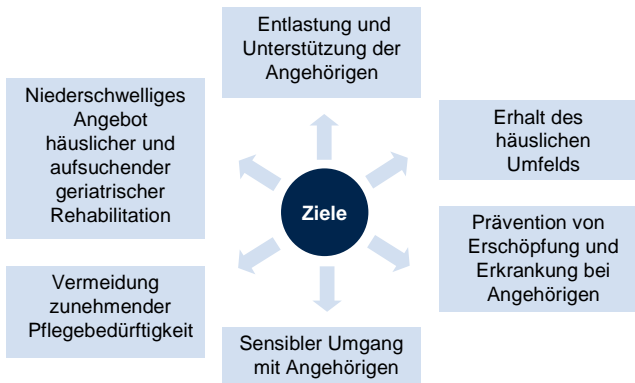 Entlastung und
Unterstützung der
Angehörigen
Niederschwelliges
Angebot
häuslicher und
aufsuchender
geriatrischer
Rehabilitation
Erhalt des
häuslichen
Umfelds
Ziele
Prävention von
Erschöpfung und
Erkrankung bei
Angehörigen
Vermeidung
zunehmender
Pflegebedürftigkeit
Sensibler Umgang
mit Angehörigen